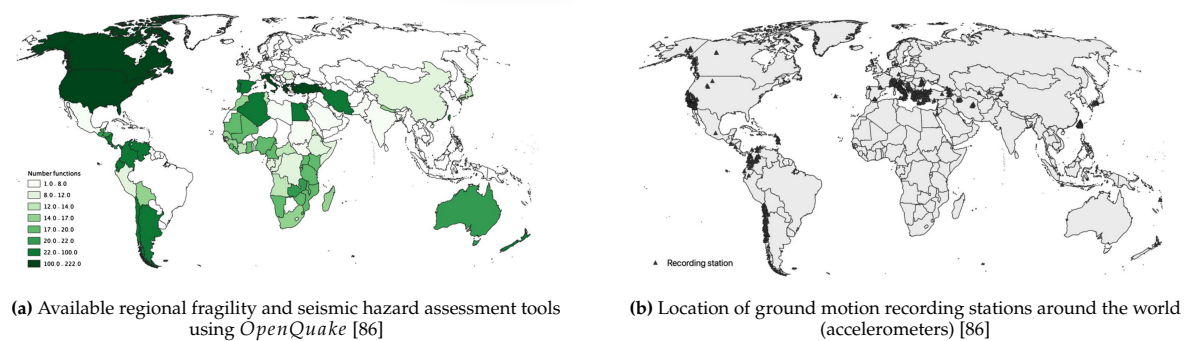 Number functions
1.0 - 8.0
8.0 - 12.0
12.0 - 14.0
14.0 - 17.0
17.0 - 20.0
20.0 - 22.0
22.0 - 100.0
100.0 - 222.0
Recording station
(a) Available regional fragility and seismic hazard assessment tools
using OpenQuake [86]
(b) Location of ground motion recording stations around the world
(accelerometers) [86]